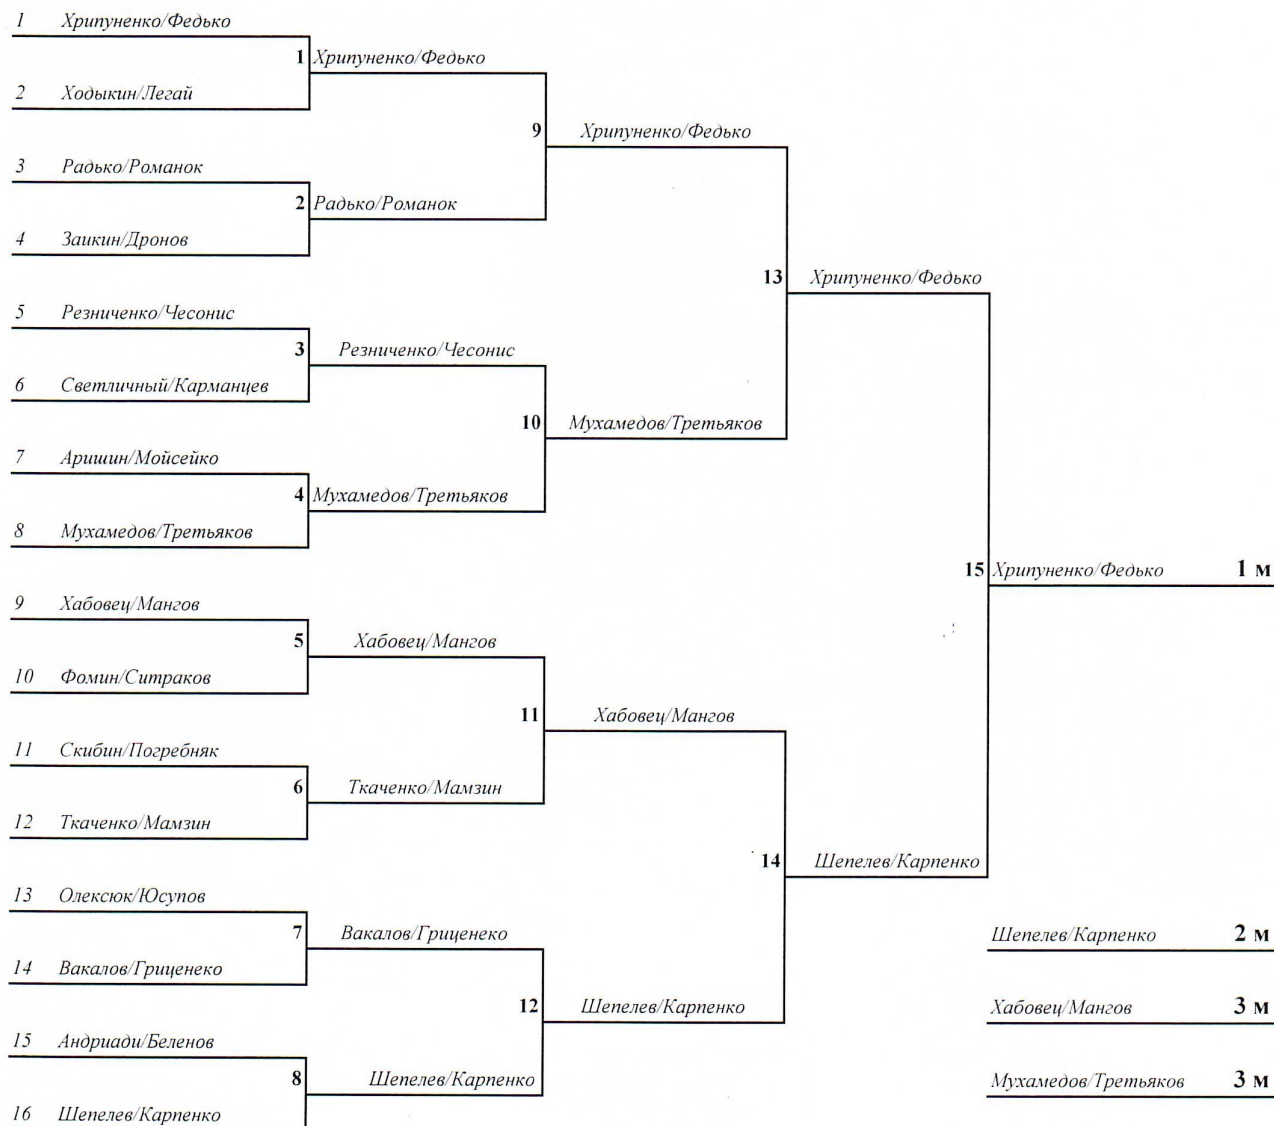 1 Хрипуненко/Федько
1 Хрипуненко/Федько
2 Ходыкин/Легай
9 Хрипуненко/Федько
3 Радько/Романок
2 Радько/Романок
4 Заикин/Дронов
13 Хрипуненко/Федько
5 Резниченко/Чесонис
3 Резниченко/Чесонис
6 Светличный/Карманцев
10 Мухамедов/Третьяков
7 Аришин/Мойсейко
4 Мухамедов/Третьяков
8 Мухамедов/Третьяков
15 Хрипуненко/Федько 1 м
9 Хабовец/Мангов
5 Хабовец/Мангов
10 Фомин/Ситраков
11 Хабовец/Мангов
11 Скибин/Погребняк
6 Ткаченко/Мамзин
12 Ткаченко/Мамзин
14 Шепелев/Карпенко
13 Олексюк/Юсупов
7 Вакалов/Гриценеко
Шепелев/Карпенко 2 м
14 Вакалов/Гриценеко
12 Шепелев/Карпенко
Хабовец/Мангов 3 м
15 Андриади/Беленов
8 Шепелев/Карпенко
Мухамедов/Третьяков 3 м
16 Шепелев/Карпенко